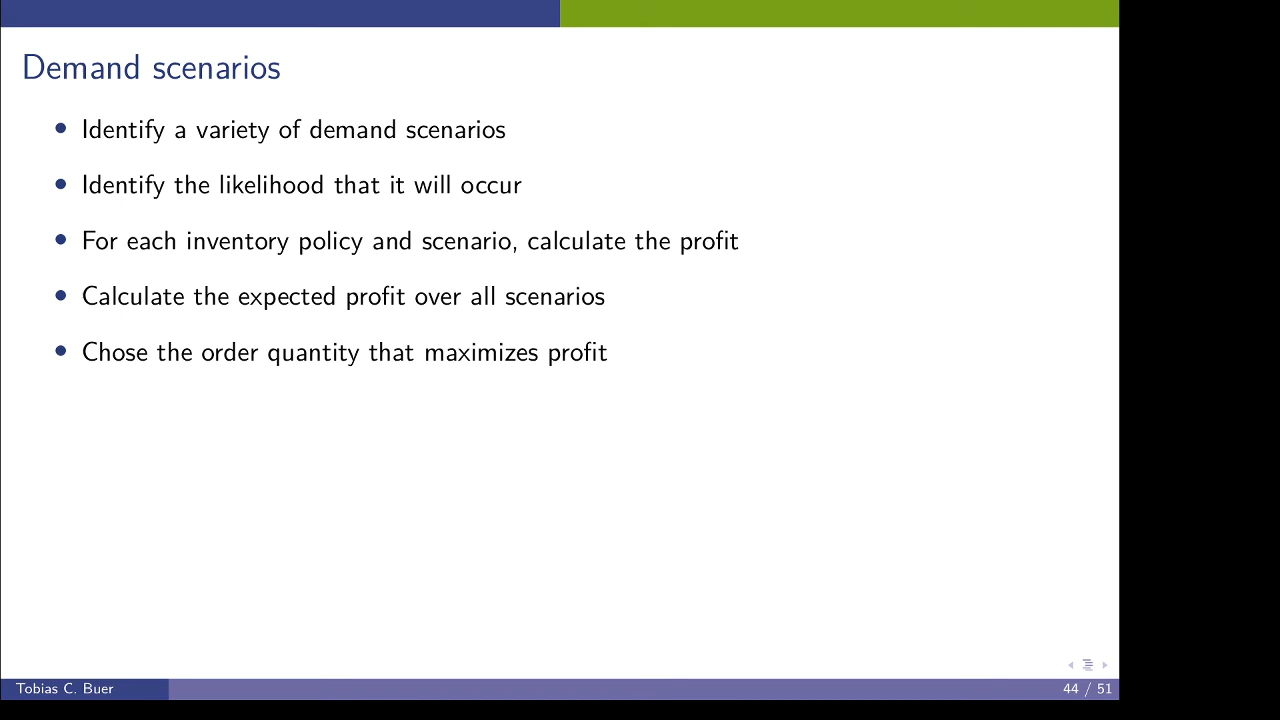 Demand scenarios
• Identify a variety of demand scenarios
• Identify the likelihood that it will occur
• For each inventory policy and scenario, calculate the profit
• Calculate the expected profit over all scenarios
• Chose the order quantity that maximizes profit
Tobias C. Buer
44 / 51